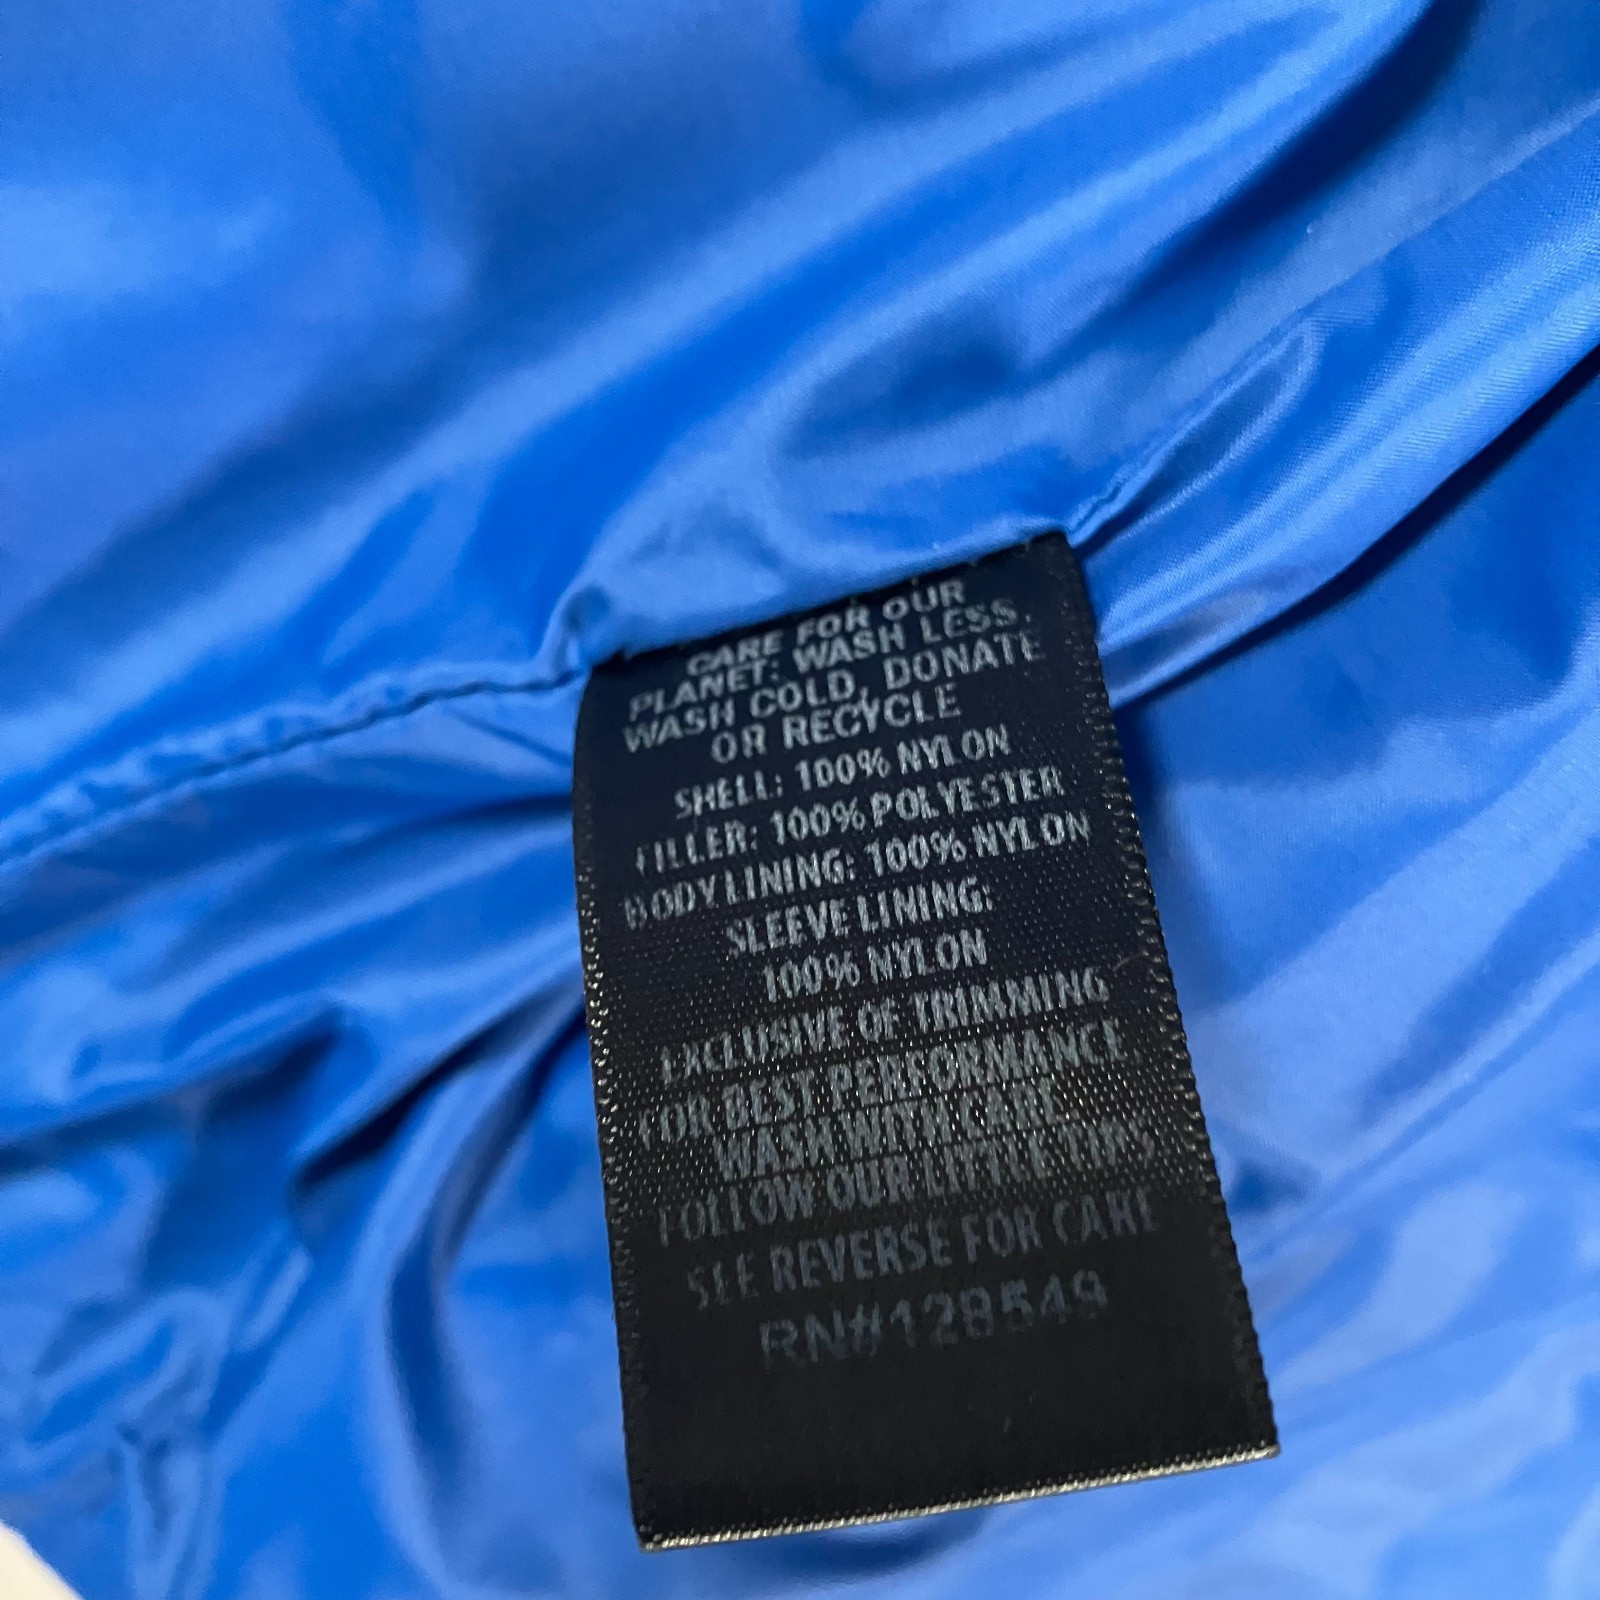 CARE FOR OUR
PLANET: WASH LESS,
WASH COLD, DONATE
OR RECYCLE
SHELL: 100% NYLON
FILLER: 100% POLYESTER
BODY LINING: 100% NYLON
SLEEVE LINING:
100% NYLON
EXCLUSIVE OF TRIMMING
FOR BEST PERFORMANCE
WASH WITH CARE
FOLLOW OUR LITTLE TIPS
SEE REVERSE FOR CARE
RN#128549